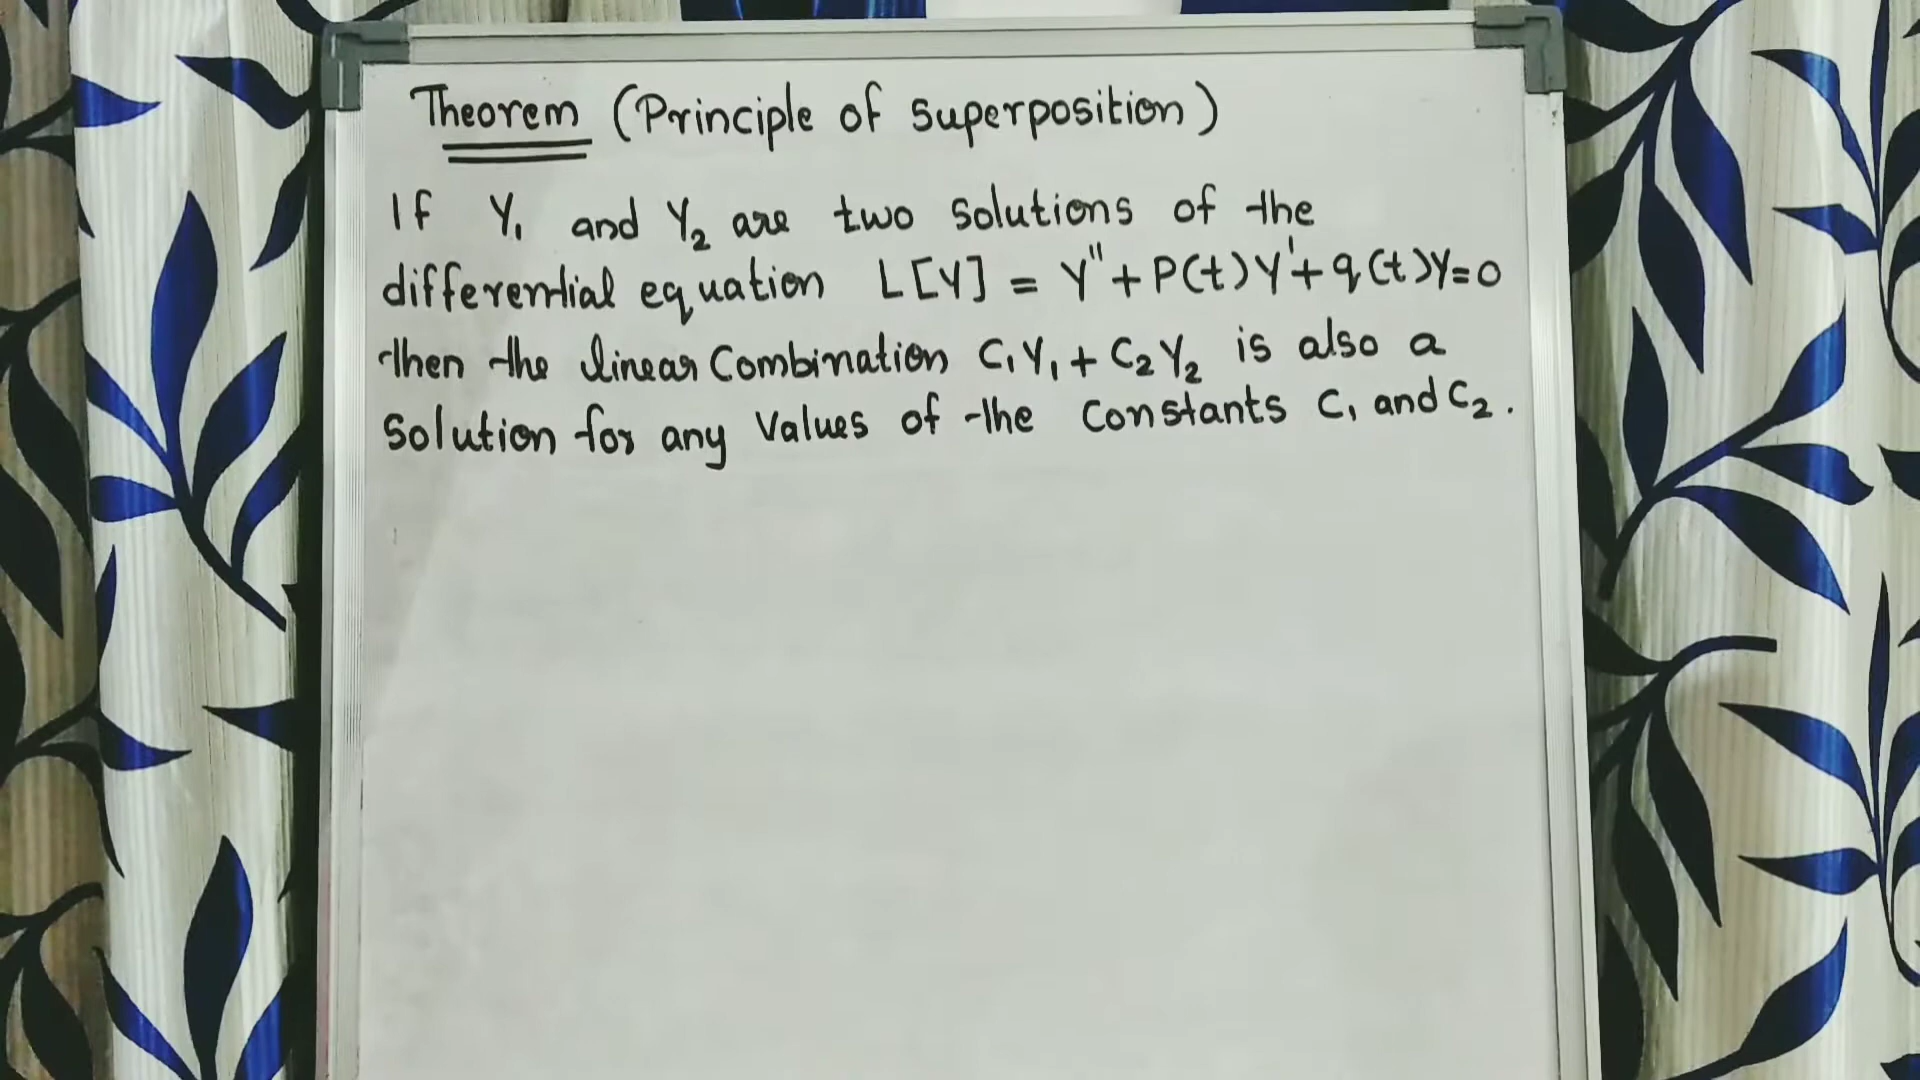 Theorem (Principle of superposition)
If Y₁ and Y₂ are two solutions of the
differential equation L[Y] = Y" + P(t)Y' + q(t)Y=0
then the linear Combination C₁Y₁ + C₂Y₂ is also a
Solution for any Values of the Constants C₁ and C₂.